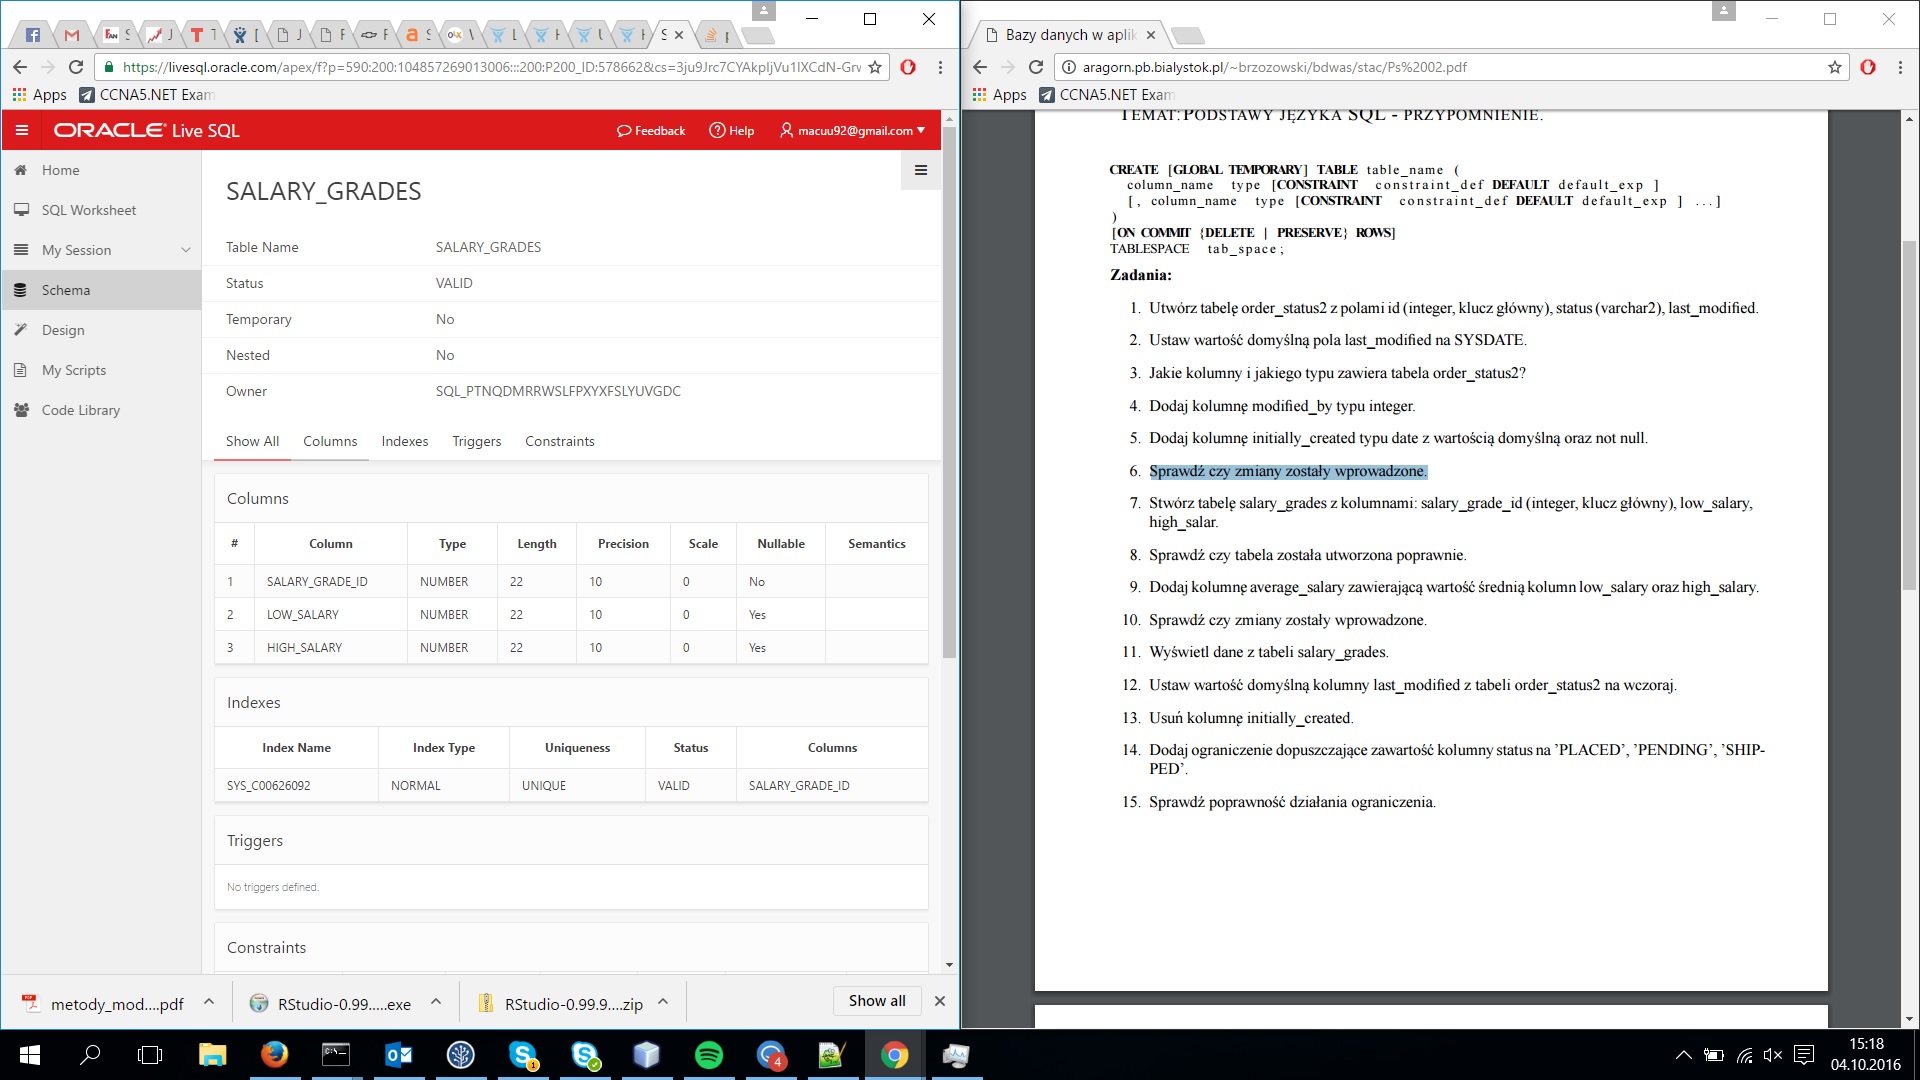 S
https://livesql.oracle.com/apex/f?p=590:200:104857269013006:::200:P200_ID:578662&cs=3ju9Jrc7CYAkpIjVu1IXCdN-Grw
Apps
CCNA5.NET Exam
ORACLE Live SQL
Feedback
Help
macuu92@gmail.com
Home
SQL Worksheet
My Session
Schema
Design
My Scripts
Code Library
SALARY_GRADES
Table Name SALARY_GRADES
Status VALID
Temporary No
Nested No
Owner SQL_PTNQDMRRWSLFPXYXFSLYUVGDC
Show All Columns Indexes Triggers Constraints
Columns
# Column Type Length Precision Scale Nullable Semantics
1 SALARY_GRADE_ID NUMBER 22 10 0 No
2 LOW_SALARY NUMBER 22 10 0 Yes
3 HIGH_SALARY NUMBER 22 10 0 Yes
Indexes
Index Name Index Type Uniqueness Status Columns
SYS_C00626092 NORMAL UNIQUE VALID SALARY_GRADE_ID
Triggers
No triggers defined.
Constraints
metody_mod....pdf
RStudio-0.99.....exe
RStudio-0.99.9....zip
Show all
Bazy danych w aplik
aragorn.pb.bialystok.pl/~brzozowski/bdwas/stac/Ps%2002.pdf
Apps
CCNA5.NET Exam
TEMAT: PODSTAWY JĘZYKA SQL - PRZYPOMNIENIE.
CREATE [GLOBAL TEMPORARY] TABLE table_name (
column_name type [CONSTRAINT constraint_def DEFAULT default_exp ]
[, column_name type [CONSTRAINT constraint_def DEFAULT default_exp ] ...]
)
[ON COMMIT {DELETE | PRESERVE} ROWS]
TABLESPACE tab_space;
Zadania:
1. Utwórz tabelę order_status2 z polami id (integer, klucz główny), status (varchar2), last_modified.
2. Ustaw wartość domyślną pola last_modified na SYSDATE.
3. Jakie kolumny i jakiego typu zawiera tabela order_status2?
4. Dodaj kolumnę modified_by typu integer.
5. Dodaj kolumnę initially_created typu date z wartością domyślną oraz not null.
6. Sprawdź czy zmiany zostały wprowadzone.
7. Stwórz tabelę salary_grades z kolumnami: salary_grade_id (integer, klucz główny), low_salary,
high_salar.
8. Sprawdź czy tabela została utworzona poprawnie.
9. Dodaj kolumnę average_salary zawierającą wartość średnią kolumn low_salary oraz high_salary.
10. Sprawdź czy zmiany zostały wprowadzone.
11. Wyświetl dane z tabeli salary_grades.
12. Ustaw wartość domyślną kolumny last_modified z tabeli order_status2 na wczoraj.
13. Usuń kolumnę initially_created.
14. Dodaj ograniczenie dopuszczające zawartość kolumny status na ’PLACED’, ’PENDING’, ’SHIP-
PED’.
15. Sprawdź poprawność działania ograniczenia.
15:18
04.10.2016